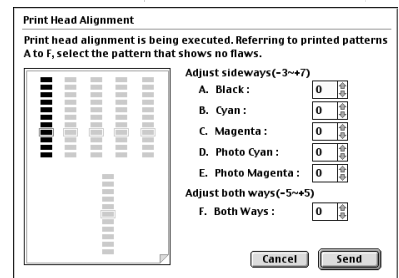 Print Head Alignment
Print head alignment is being executed. Referring to printed patterns
A to F, select the pattern that shows no flaws.
Adjust sideways(-3~+7)
A. Black : 0
B. Cyan : 0
C. Magenta : 0
D. Photo Cyan : 0
E. Photo Magenta : 0
Adjust both ways(-5~+5)
F. Both Ways : 0
Cancel Send